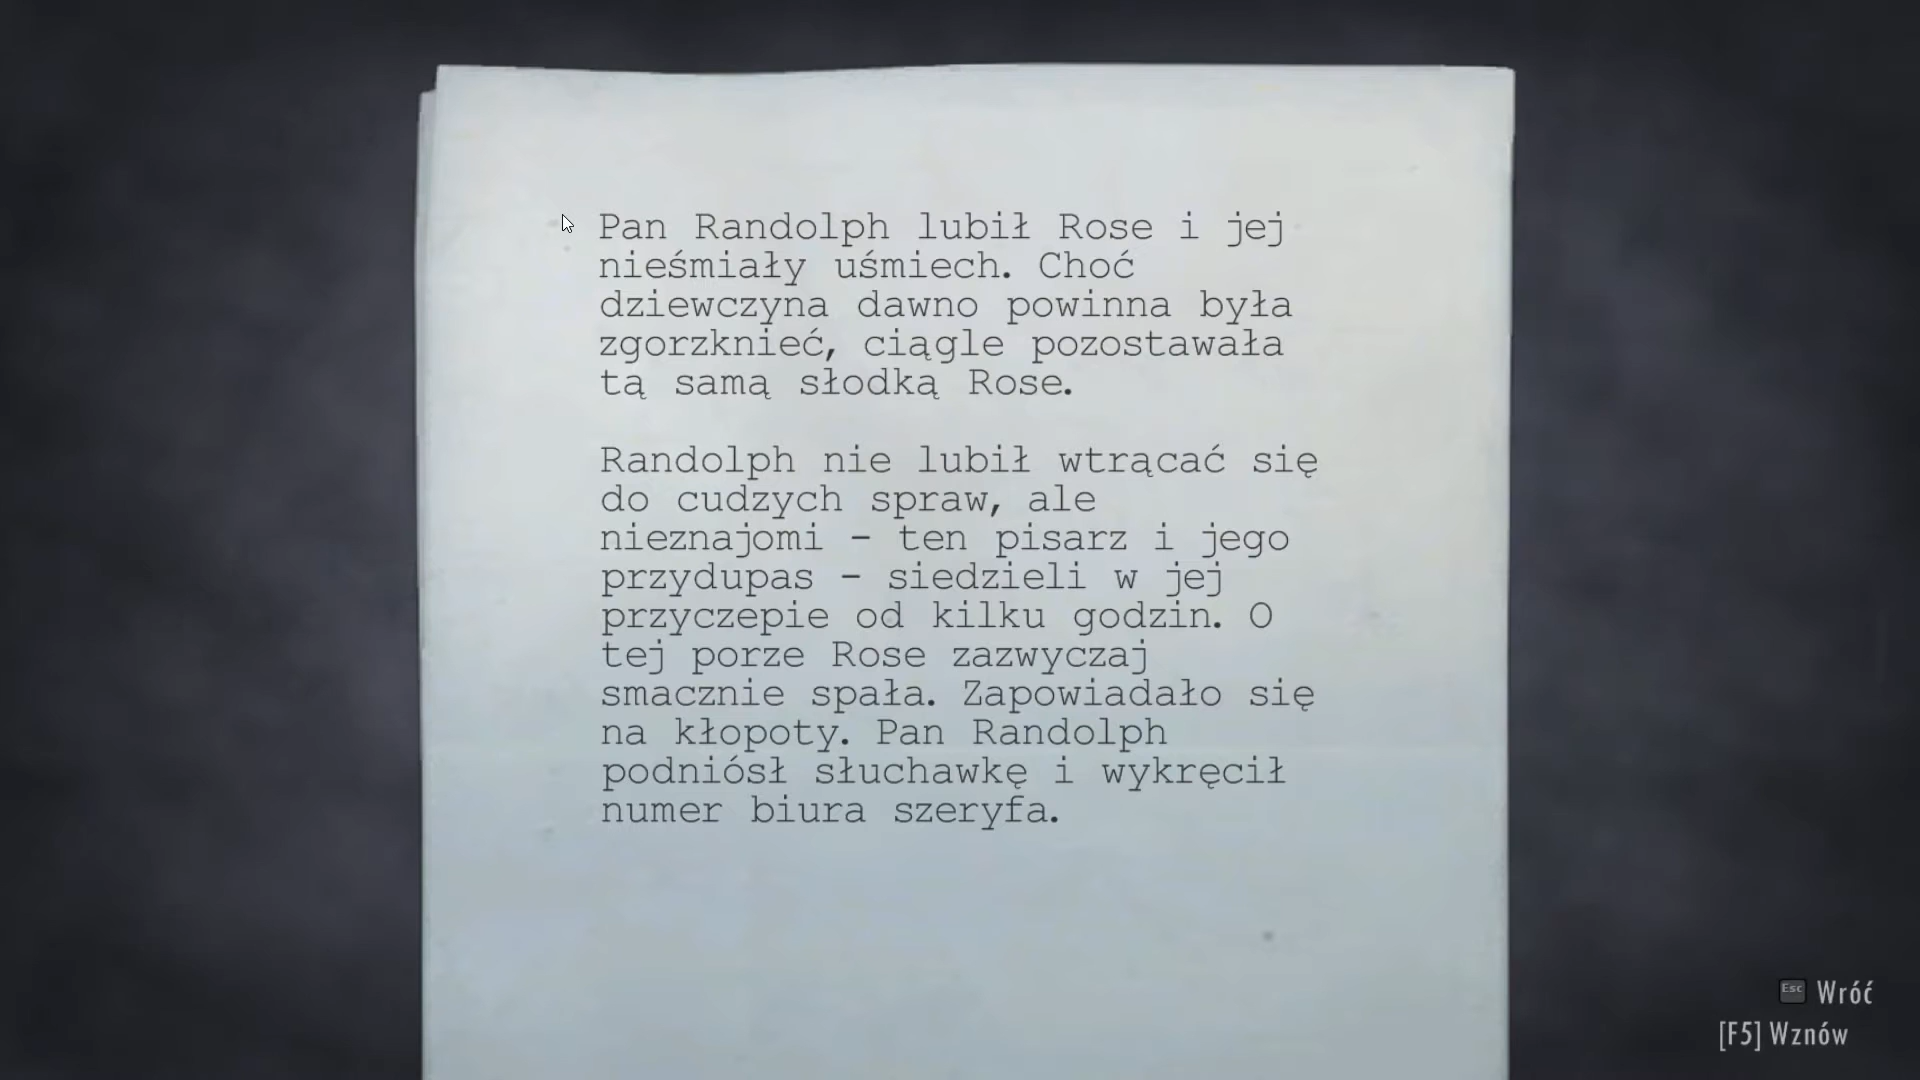 Pan Randolph lubił Rose i jej
nieśmiały uśmiech. Choć
dziewczyna dawno powinna była
zgorzknieć, ciągle pozostawała
tą samą słodką Rose.
Randolph nie lubił wtrącać się
do cudzych spraw, ale
nieznajomi - ten pisarz i jego
przydupas - siedzieli w jej
przyczepie od kilku godzin. O
tej porze Rose zazwyczaj
smacznie spała. Zapowiadało się
na kłopoty. Pan Randolph
podniósł słuchawkę i wykręcił
numer biura szeryfa.
Esc Wróć
[F5] Wznów